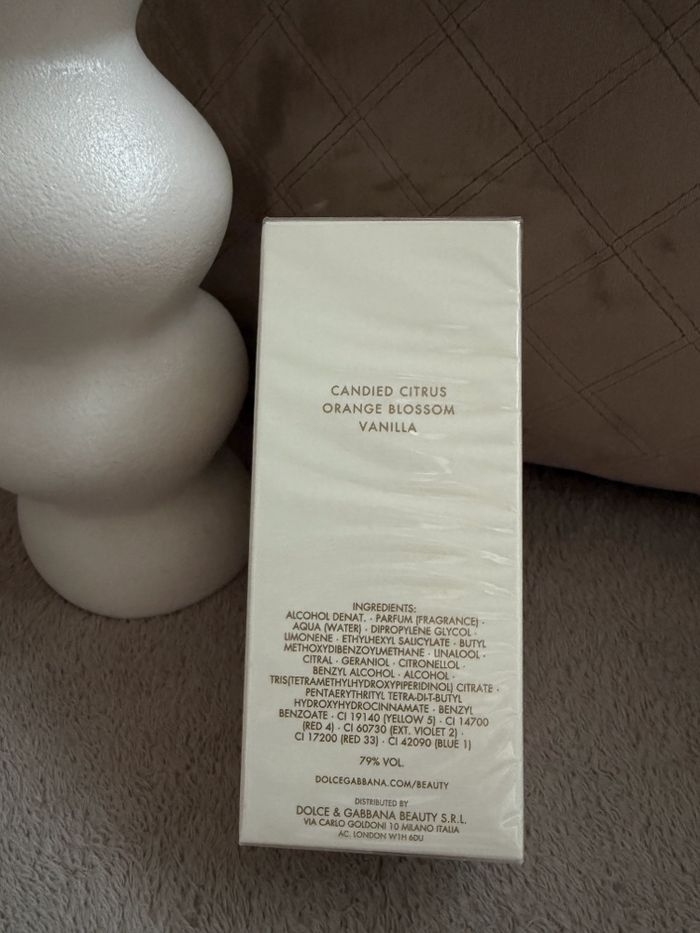 CANDIED CITRUS
ORANGE BLOSSOM
VANILLA
INGREDIENTS:
ALCOHOL DENAT. · PARFUM (FRAGRANCE) ·
AQUA (WATER) · DIPROPYLENE GLYCOL ·
LIMONENE · ETHYLHEXYL SALICYLATE · BUTYL
METHOXYDIBENZOYLMETHANE · LINALOOL ·
CITRAL · GERANIOL · CITRONELLOL ·
BENZYL ALCOHOL · ALCOHOL ·
TRIS(TETRAMETHYLHYDROXYPIPERIDINOL) CITRATE ·
PENTAERYTHRITYL TETRA-DI-T-BUTYL
HYDROXYHYDROCINNAMATE · BENZYL
BENZOATE · CI 19140 (YELLOW 5) · CI 14700
(RED 4) · CI 60730 (EXT. VIOLET 2) ·
CI 17200 (RED 33) · CI 42090 (BLUE 1)
79% VOL.
DOLCEGABBANA.COM/BEAUTY
DISTRIBUTED BY
DOLCE & GABBANA BEAUTY S.R.L.
VIA CARLO GOLDONI 10 MILANO ITALIA
AC. LONDON W1H 6DU